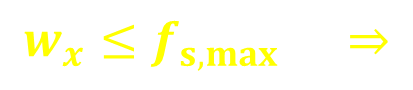 w_x ≤ f_s,max ⇒